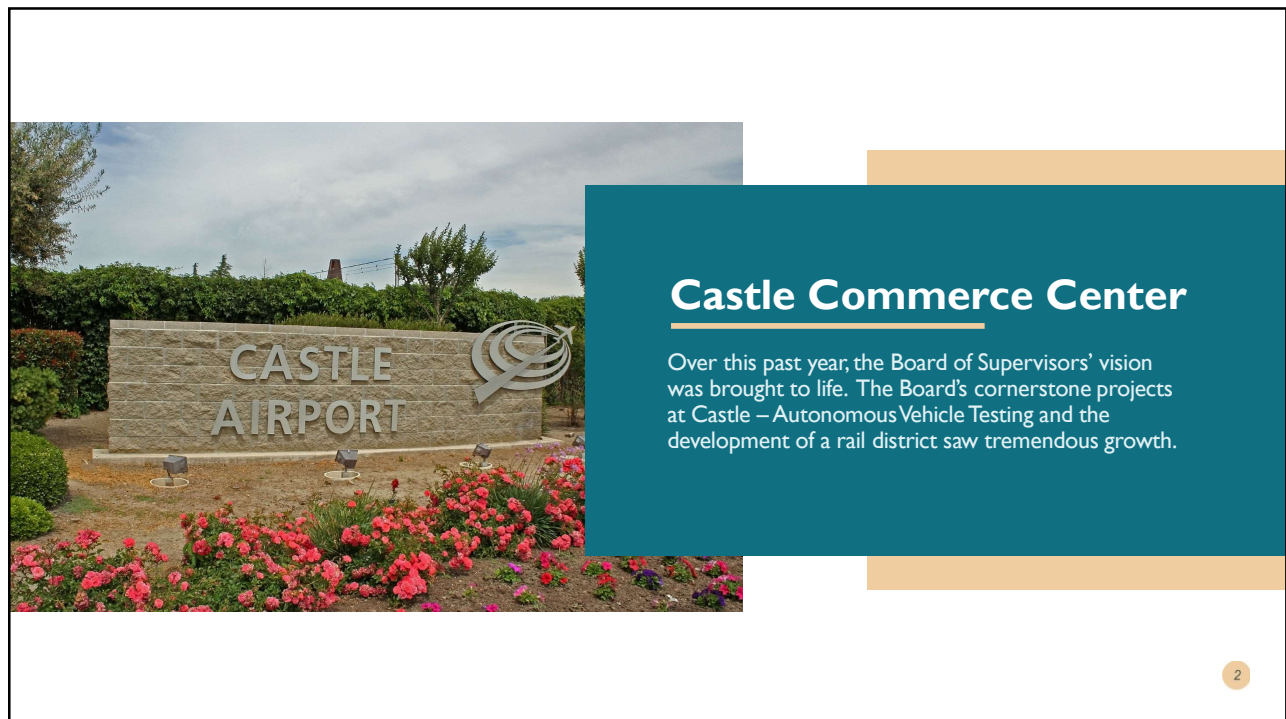 CASTLE
AIRPORT
Castle Commerce Center
Over this past year, the Board of Supervisors’ vision
was brought to life. The Board’s cornerstone projects
at Castle – Autonomous Vehicle Testing and the
development of a rail district saw tremendous growth.
2